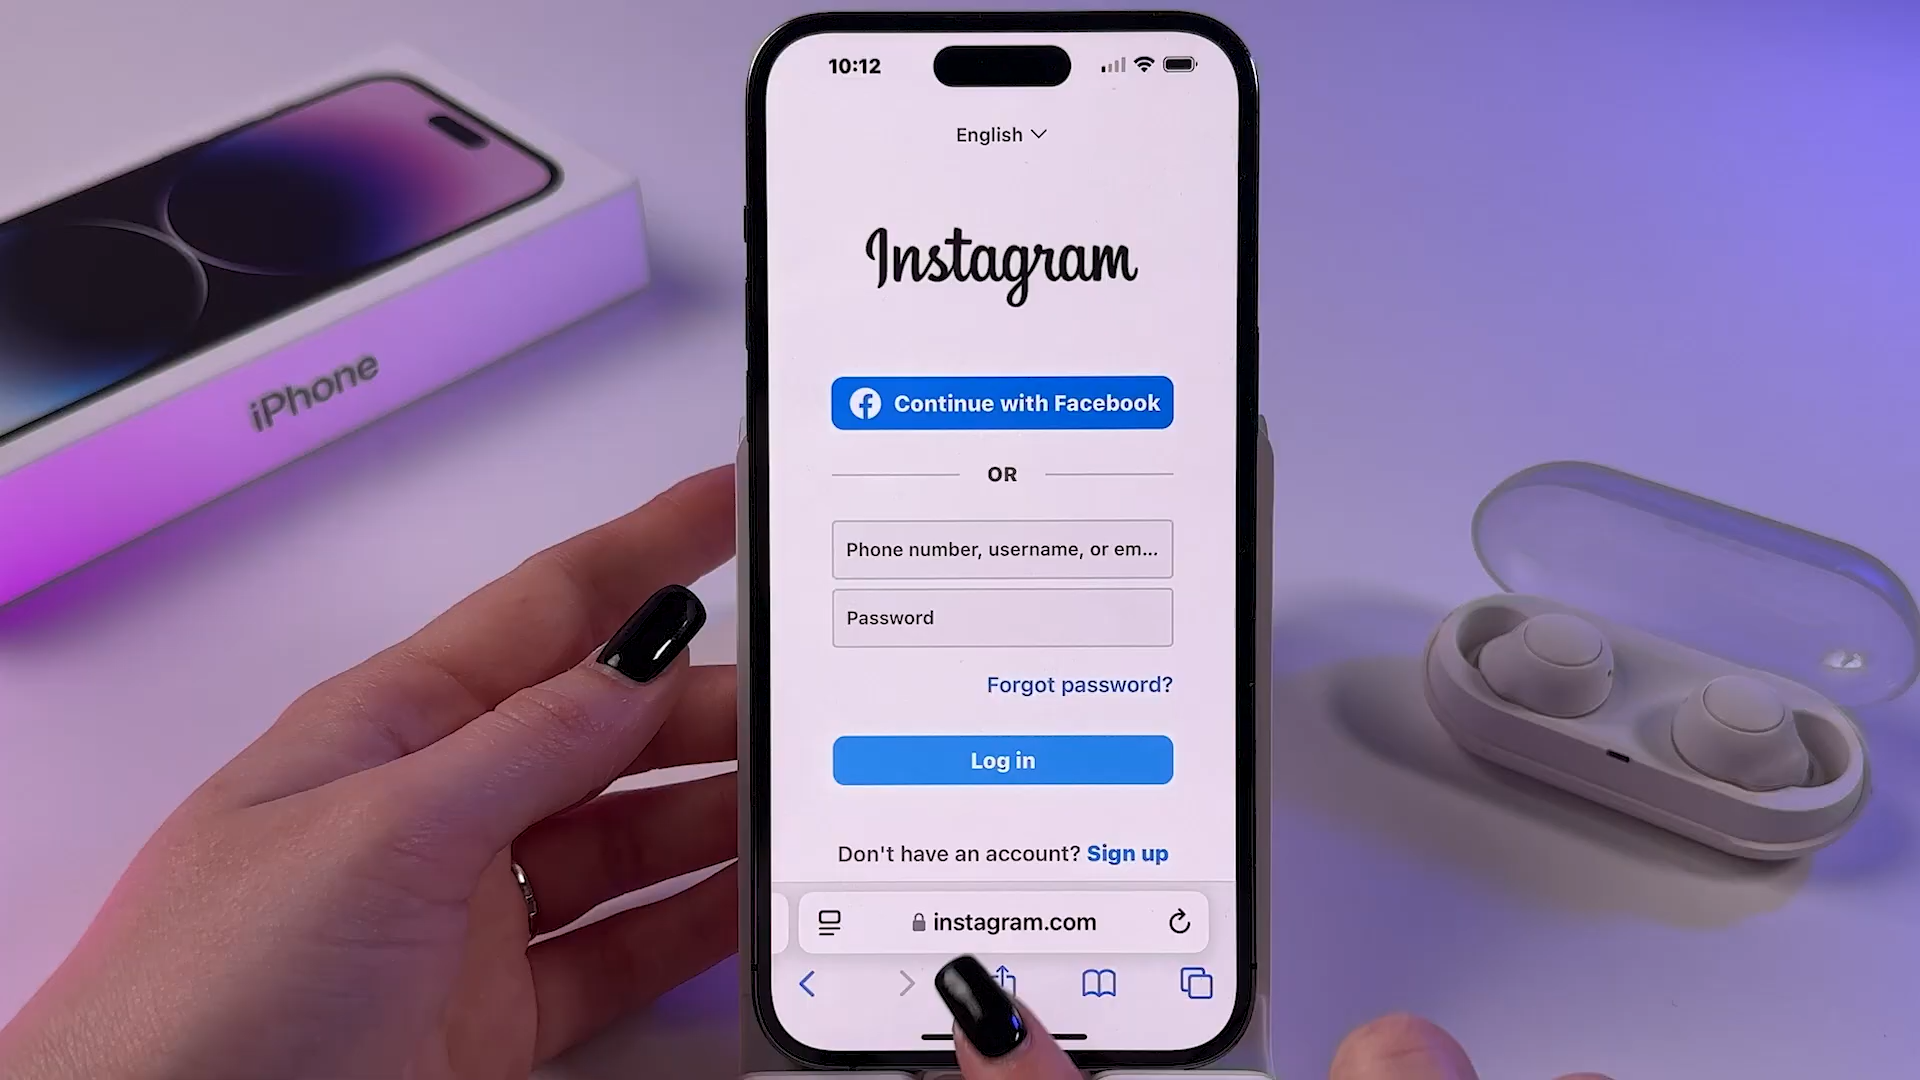 10:12
English
Instagram
Continue with Facebook
OR
Phone number, username, or em...
Password
Forgot password?
Log in
Don't have an account? Sign up
instagram.com
iPhone